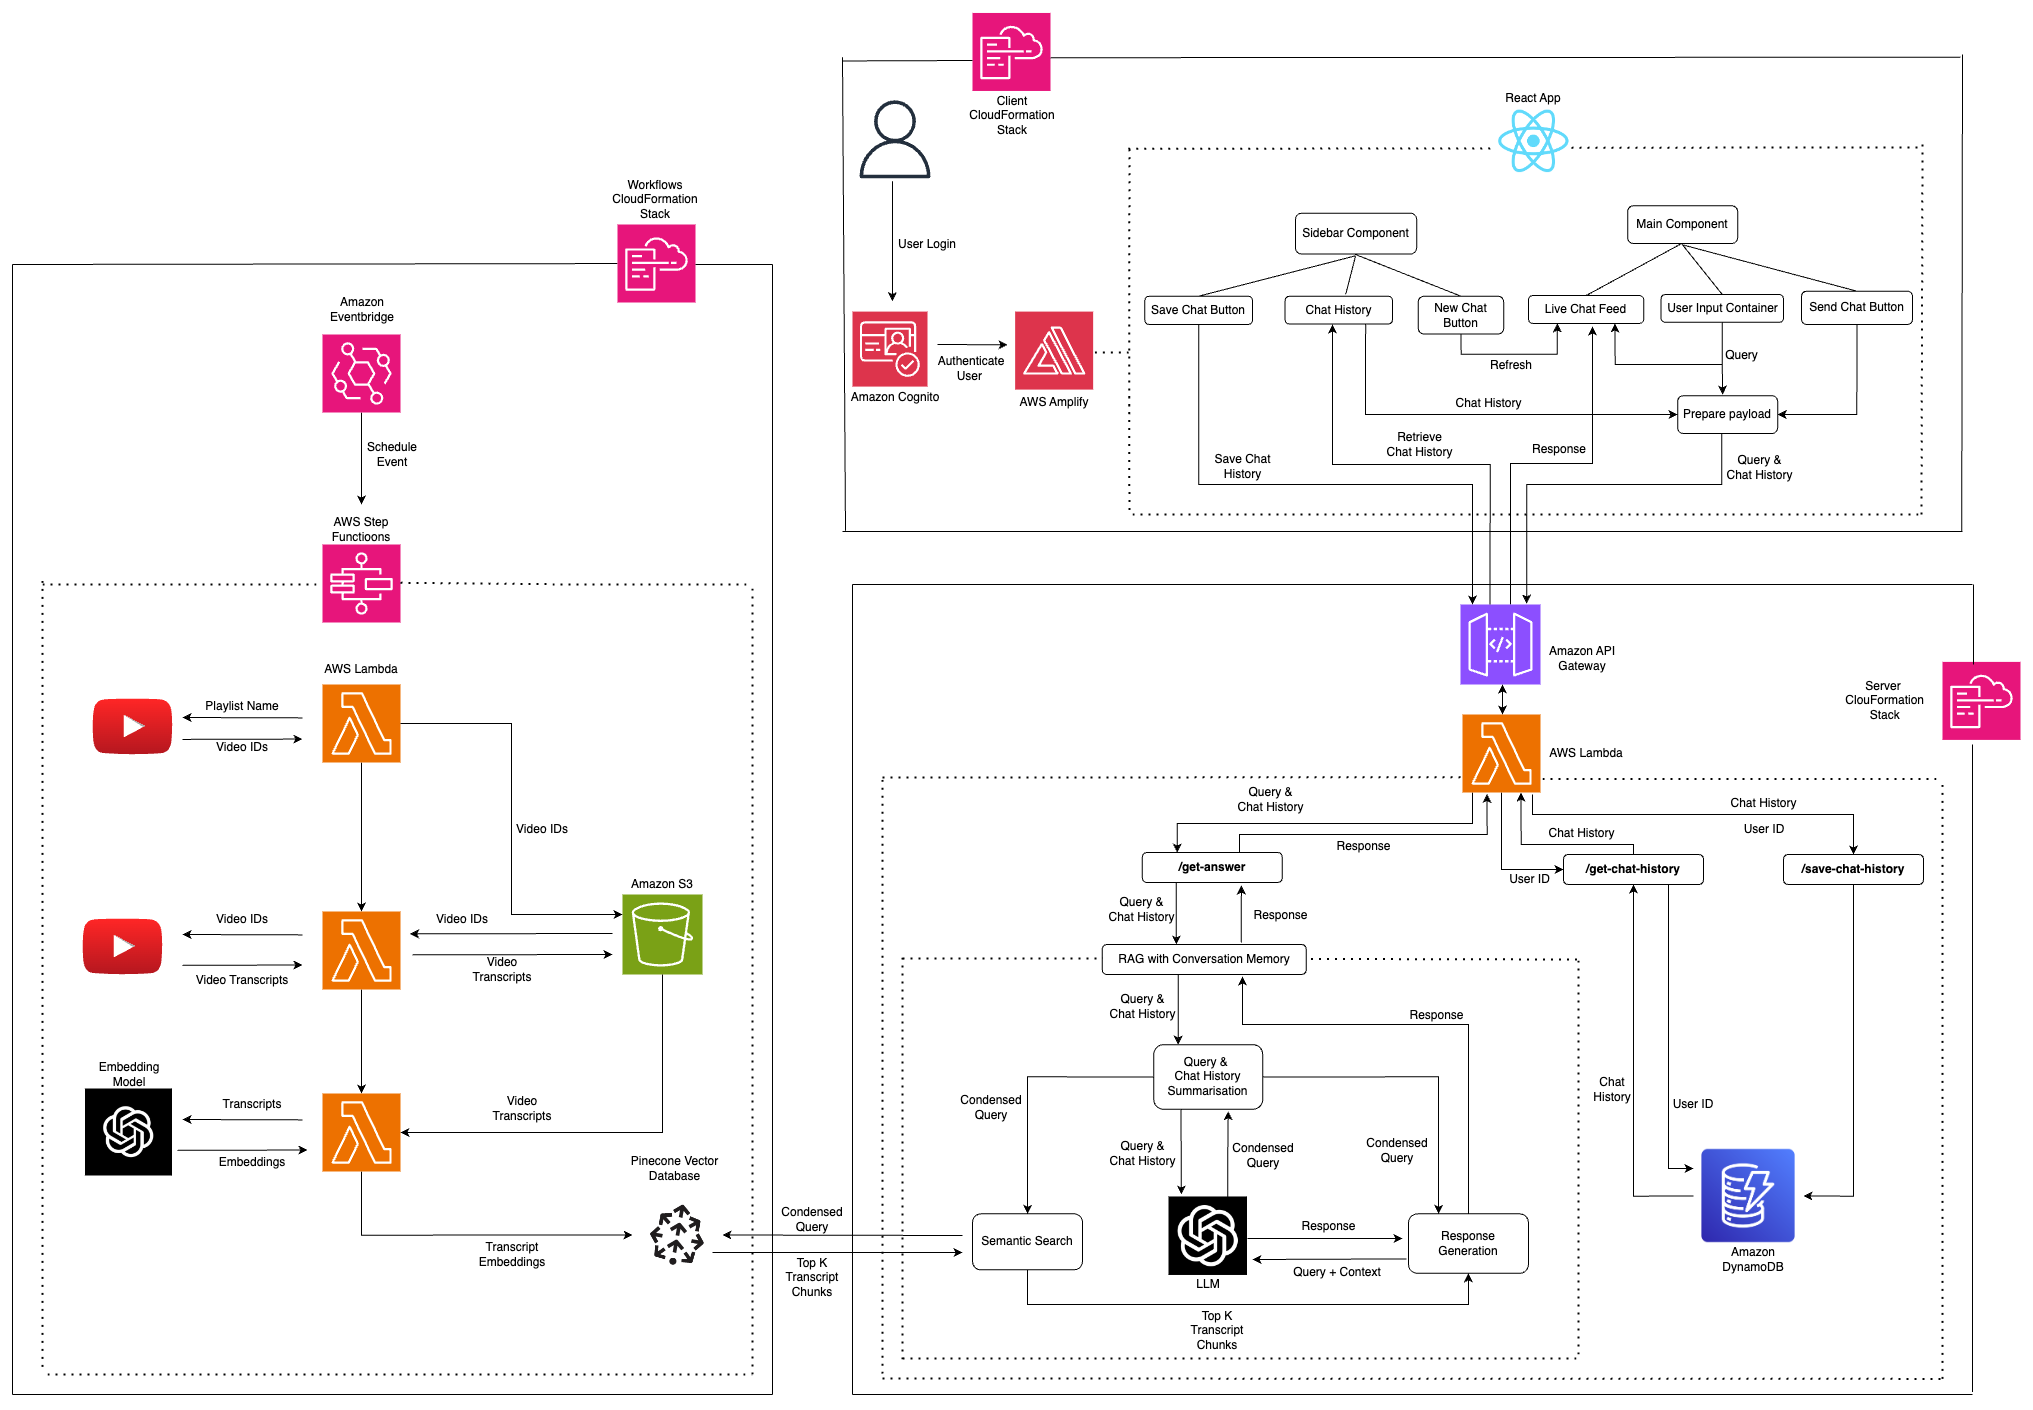 Client
CloudFormation
Stack
React App
User Login
Amazon Cognito
Authenticate
User
AWS Amplify
Sidebar Component
Main Component
Save Chat Button
Chat History
New Chat
Button
Live Chat Feed
User Input Container
Send Chat Button
Refresh
Query
Chat History
Prepare payload
Retrieve
Chat History
Response
Save Chat
History
Query &
Chat History
Workflows
CloudFormation
Stack
Amazon
Eventbridge
Schedule
Event
AWS Step
Functioons
AWS Lambda
Playlist Name
Video IDs
Video IDs
Amazon S3
Video IDs
Video Transcripts
Video IDs
Video
Transcripts
Embedding
Model
Transcripts
Embeddings
Video
Transcripts
Pinecone Vector
Database
Transcript
Embeddings
Condensed
Query
Top K
Transcript
Chunks
Amazon API
Gateway
Server
ClouFormation
Stack
AWS Lambda
Query &
Chat History
Response
Chat History
User ID
Chat History
User ID
/get-answer
/get-chat-history
/save-chat-history
Query &
Chat History
Response
RAG with Conversation Memory
Query &
Chat History
Response
Query &
Chat History
Summarisation
Condensed
Query
Query &
Chat History
Condensed
Query
Condensed
Query
Chat
History
User ID
Semantic Search
LLM
Response
Query + Context
Response
Generation
Top K
Transcript
Chunks
Amazon
DynamoDB